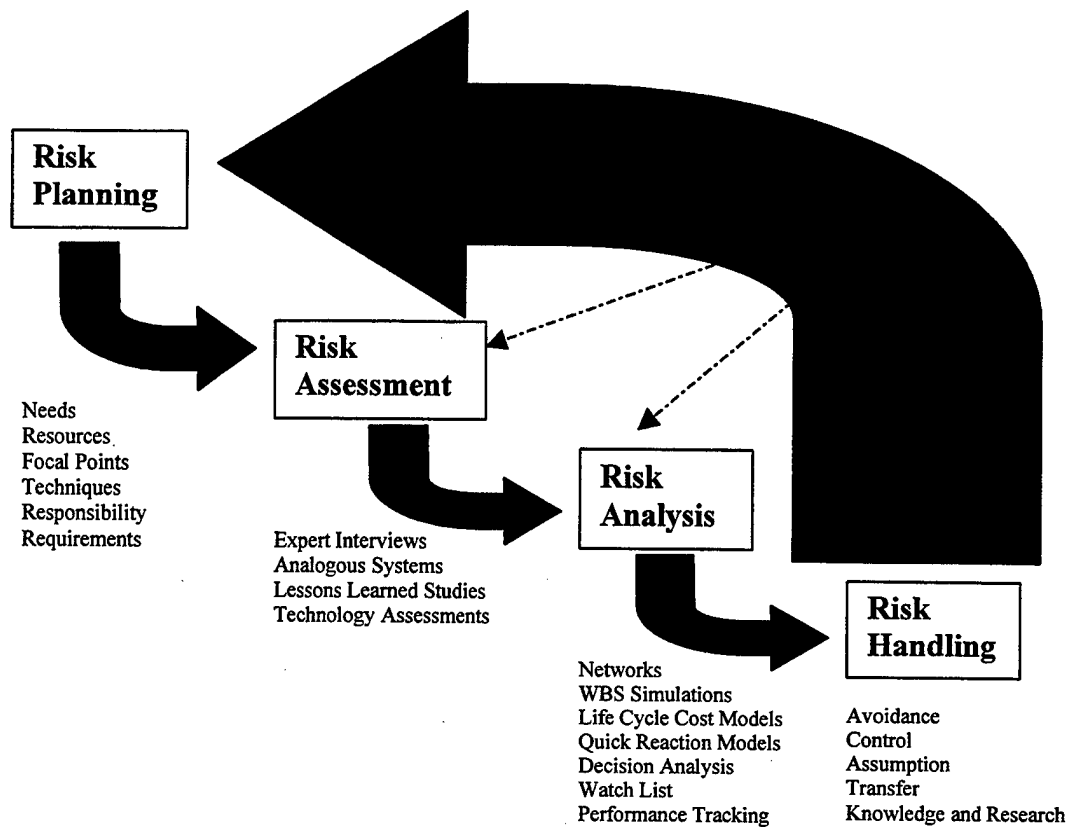 Risk
Planning
Needs
Resources
Focal Points
Techniques
Responsibility
Requirements
Risk
Assessment
Expert Interviews
Analogous Systems
Lessons Learned Studies
Technology Assessments
Risk
Analysis
Networks
WBS Simulations
Life Cycle Cost Models
Quick Reaction Models
Decision Analysis
Watch List
Performance Tracking
Risk
Handling
Avoidance
Control
Assumption
Transfer
Knowledge and Research